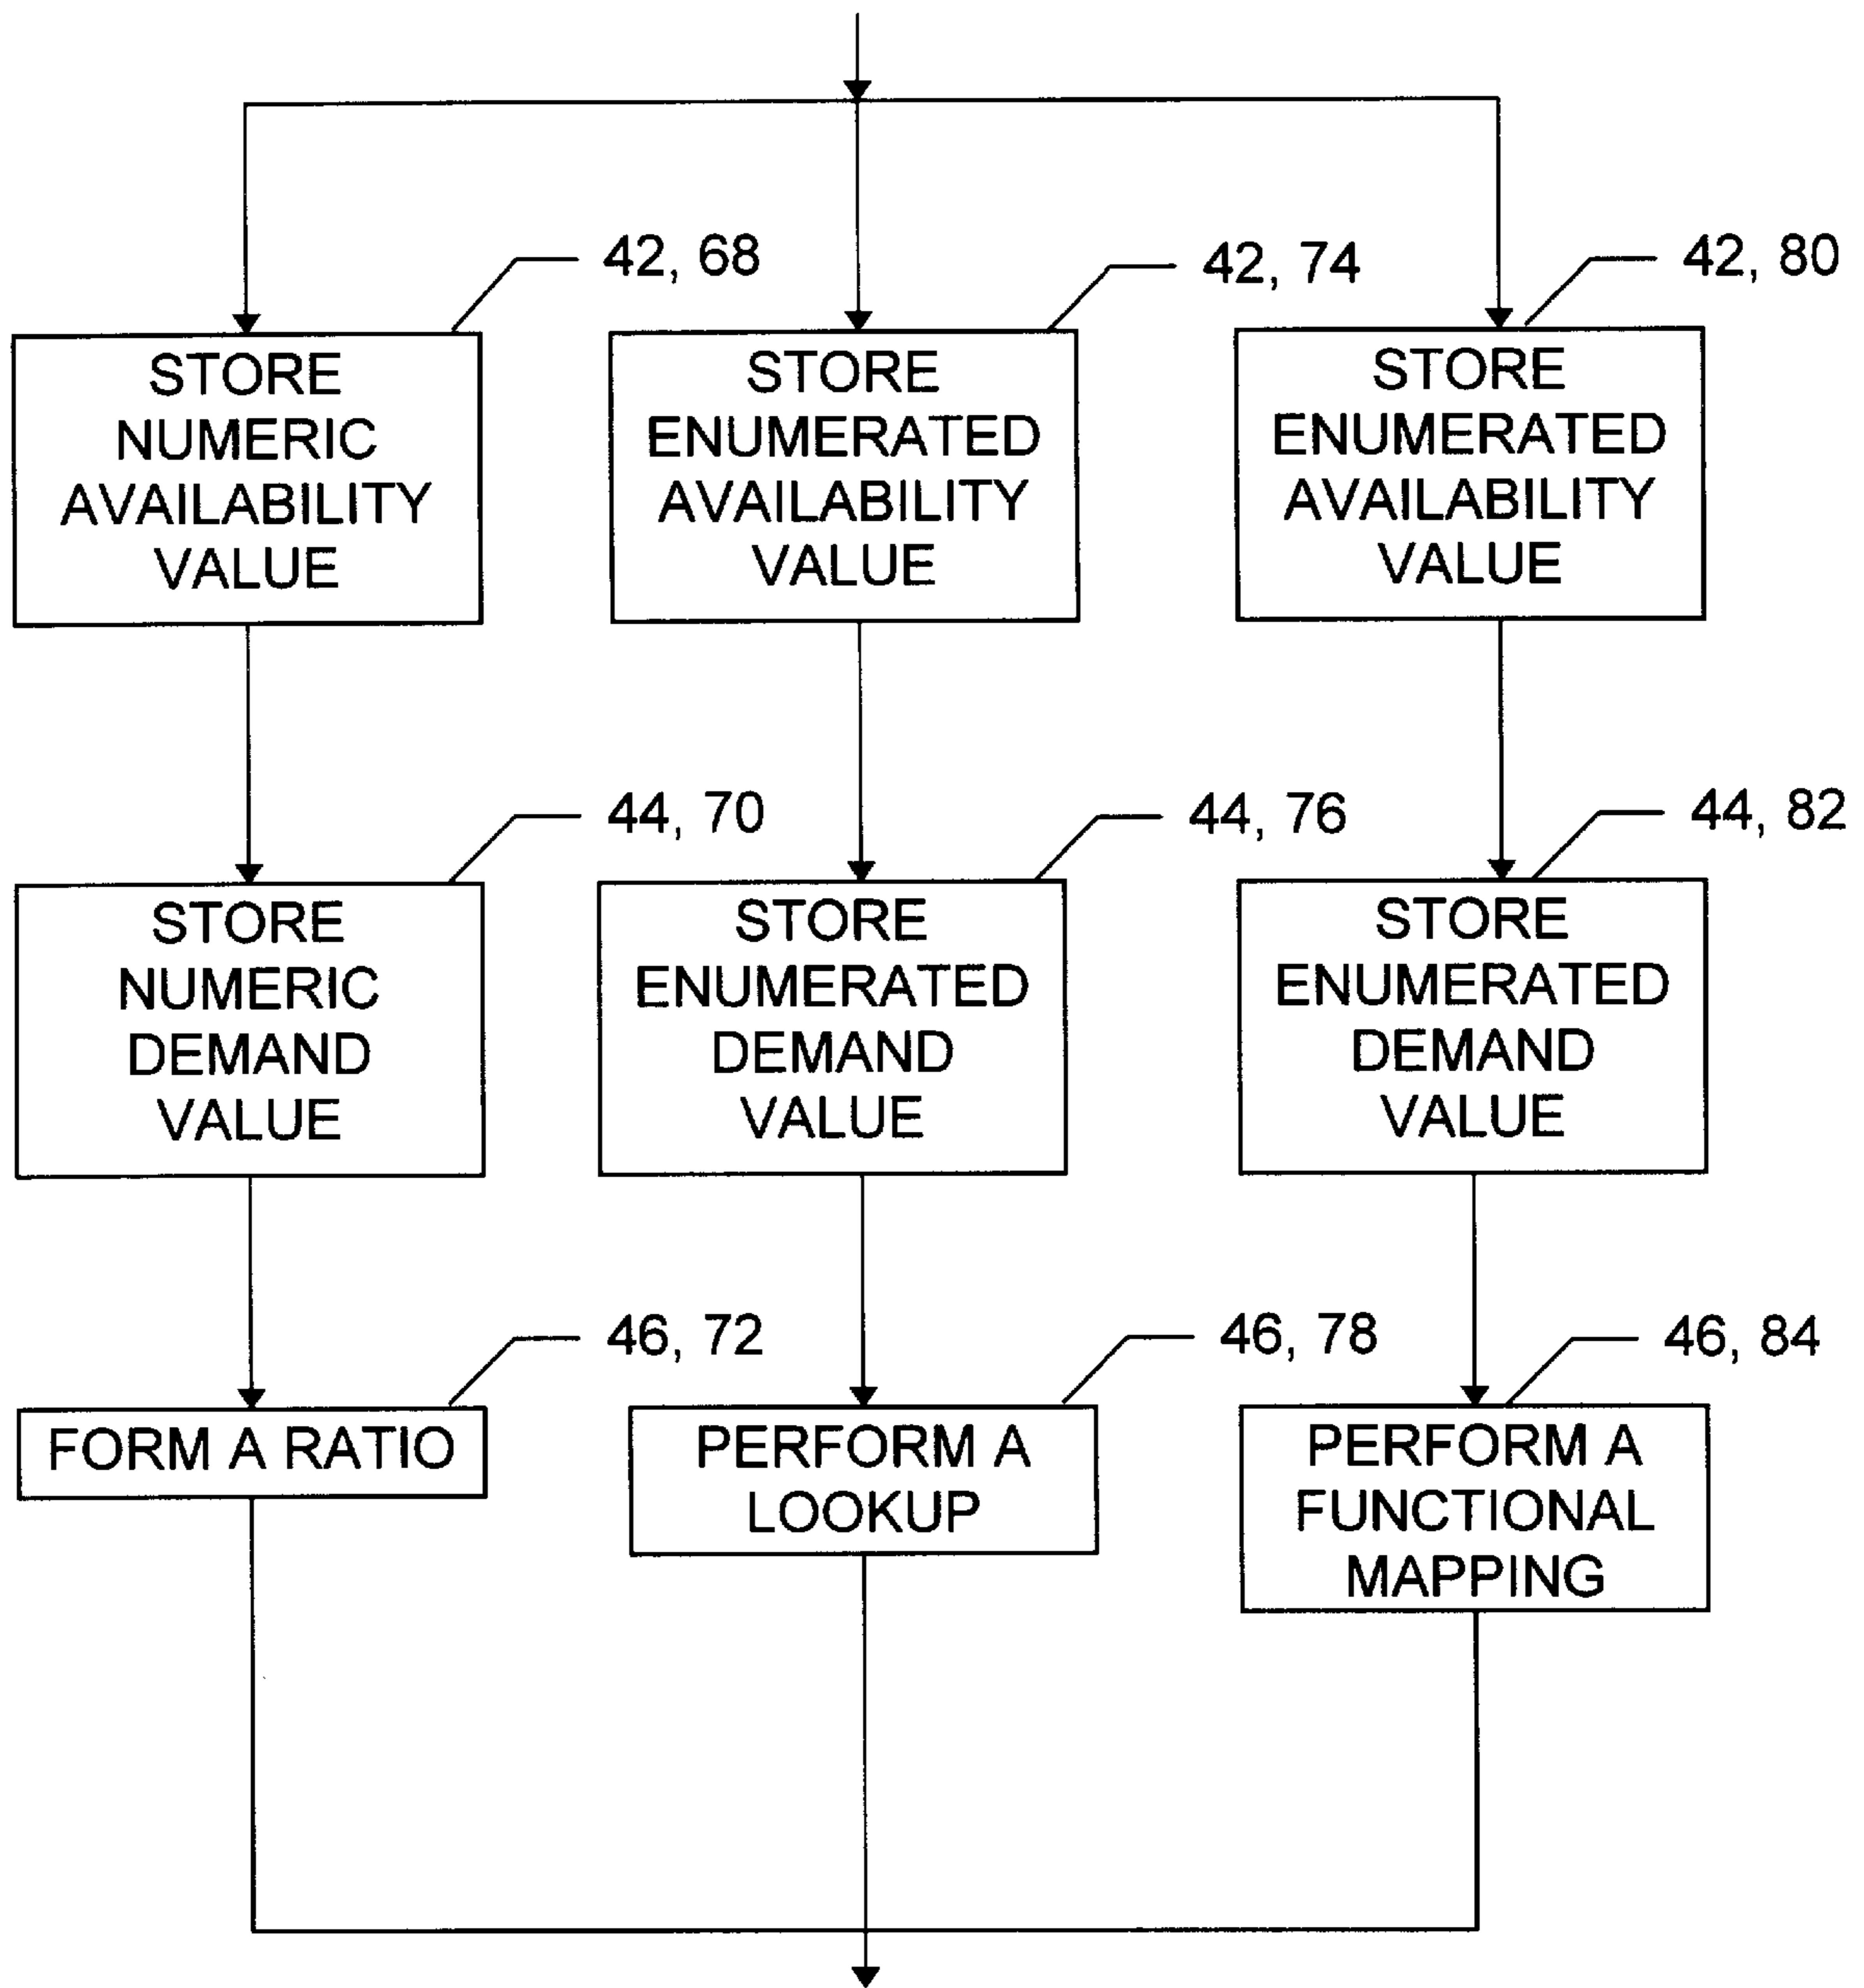 42, 68
42, 74
42, 80
STORE
NUMERIC
AVAILABILITY
VALUE
STORE
ENUMERATED
AVAILABILITY
VALUE
STORE
ENUMERATED
AVAILABILITY
VALUE
44, 70
44, 76
44, 82
STORE
NUMERIC
DEMAND
VALUE
STORE
ENUMERATED
DEMAND
VALUE
STORE
ENUMERATED
DEMAND
VALUE
46, 72
46, 78
46, 84
FORM A RATIO
PERFORM A
LOOKUP
PERFORM A
FUNCTIONAL
MAPPING